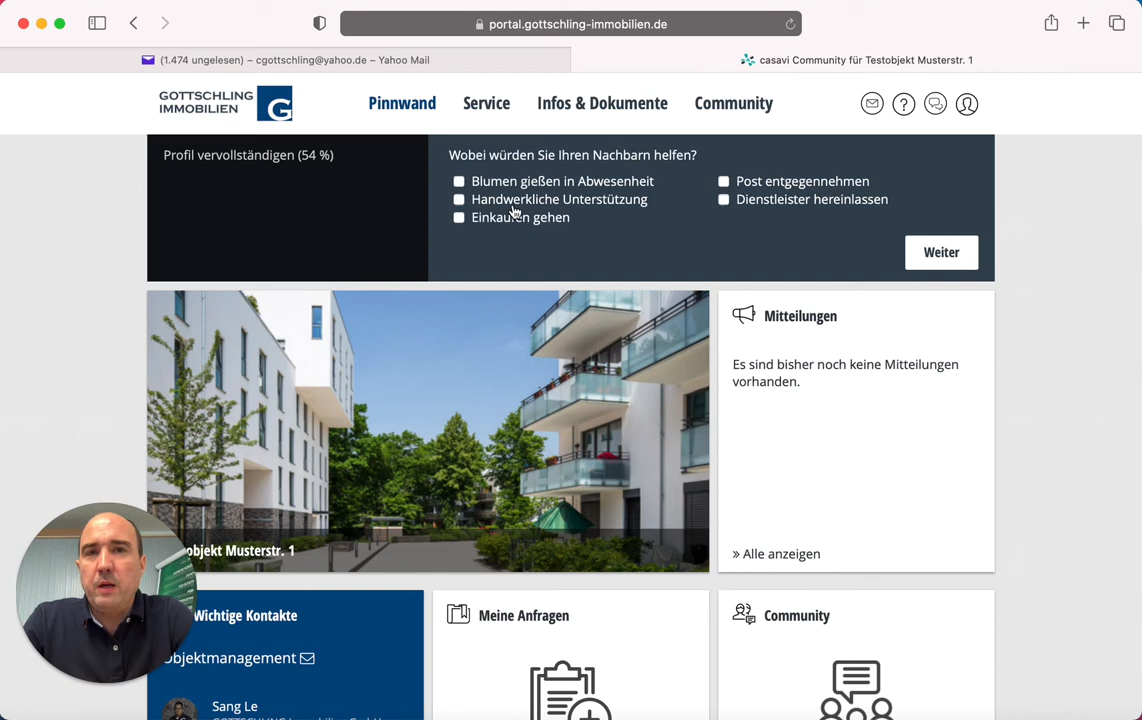 portal.gottschling-immobilien.de
(1.474 ungelesen) – cgottschling@yahoo.de – Yahoo Mail
casavi Community für Testobjekt Musterstr. 1
GOTTSCHLING
IMMOBILIEN
G
Pinnwand
Service
Infos & Dokumente
Community
Profil vervollständigen (54 %)
Wobei würden Sie Ihren Nachbarn helfen?
Blumen gießen in Abwesenheit
Post entgegennehmen
Handwerkliche Unterstützung
Dienstleister hereinlassen
Einkaufen gehen
Weiter
Mitteilungen
Es sind bisher noch keine Mitteilungen
vorhanden.
objekt Musterstr. 1
» Alle anzeigen
Wichtige Kontakte
Meine Anfragen
Community
Objektmanagement
Sang Le